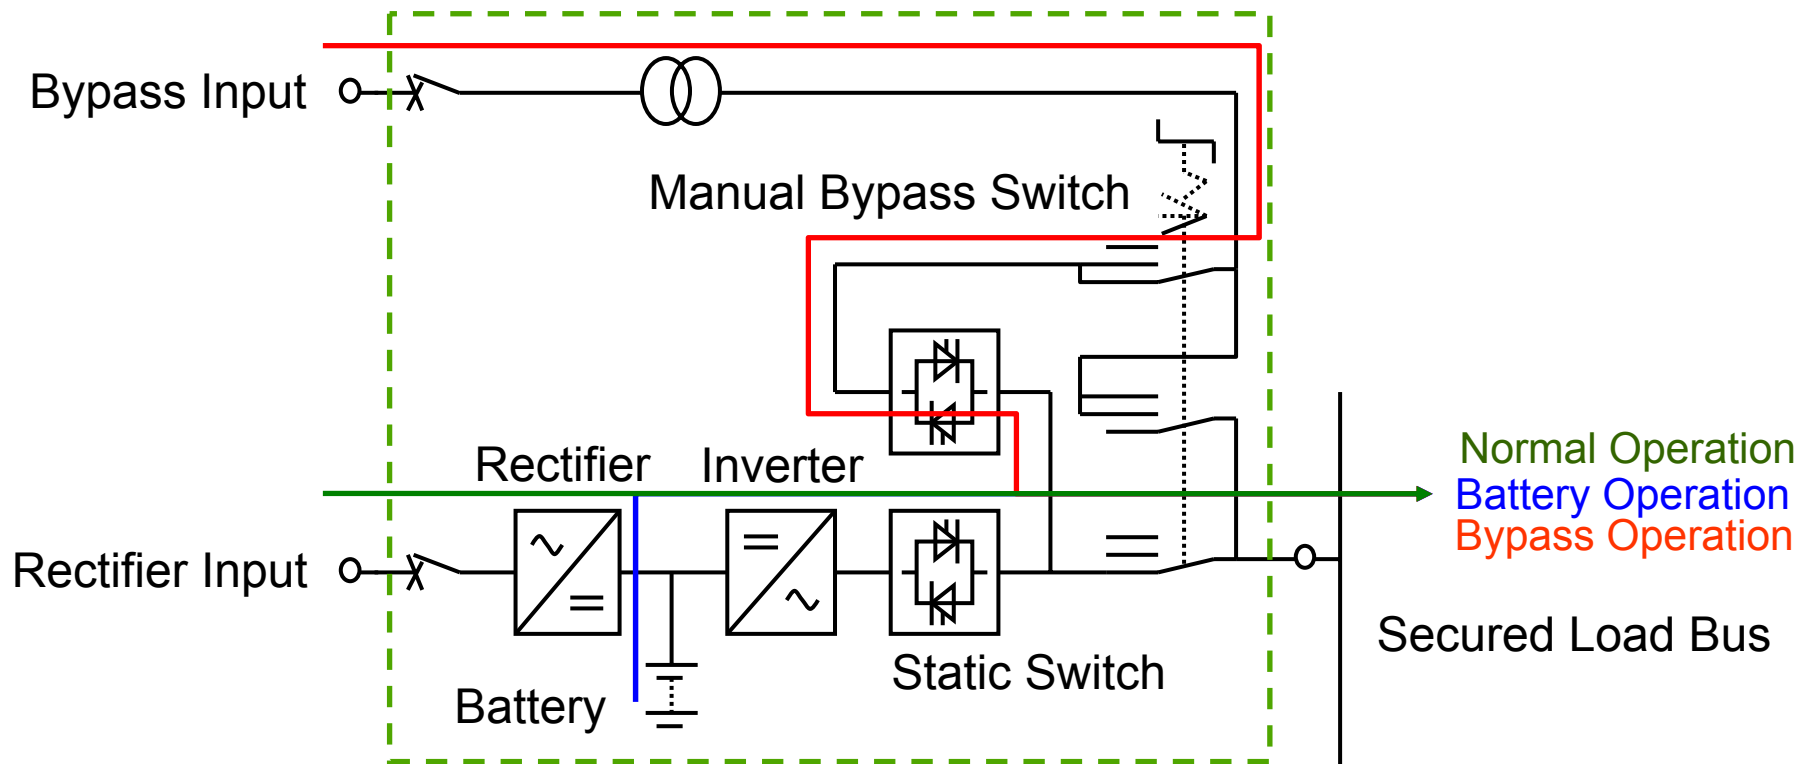 Bypass Input
Manual Bypass Switch
Rectifier
Inverter
Normal Operation
Battery Operation
Bypass Operation
Rectifier Input
Secured Load Bus
Static Switch
Battery